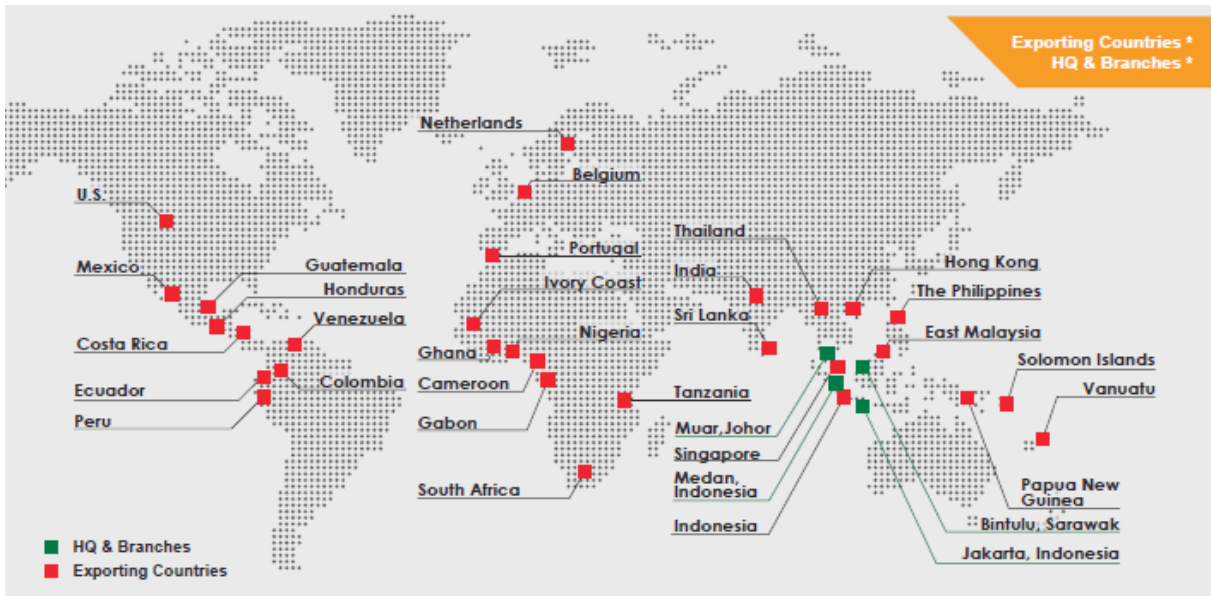 Exporting Countries *
HQ & Branches *
Netherlands
Belgium
U.S.
Portugal
Thailand
Mexico
Guatemala
Ivory Coast
India
Hong Kong
Honduras
The Philippines
Venezuela
Nigeria
Sri Lanka
East Malaysia
Costa Rica
Ghana
Solomon Islands
Ecuador
Colombia
Cameroon
Tanzania
Vanuatu
Peru
Gabon
Muar,Johor
Singapore
South Africa
Medan,
Indonesia
Papua New
Guinea
Indonesia
Bintulu, Sarawak
Jakarta, Indonesia
HQ & Branches
Exporting Countries